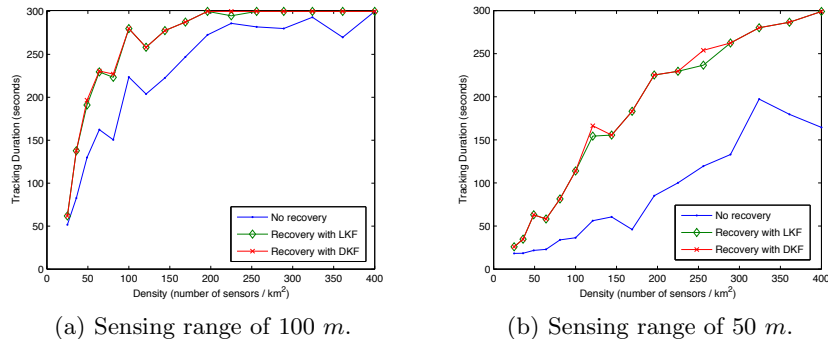 300
250
200
150
100
50
0
Tracking Duration (seconds)
No recovery
Recovery with LKF
Recovery with DKF
0 50 100 150 200 250 300 350 400
Density (number of sensors / km²)
(a) Sensing range of 100 m.
300
250
200
150
100
50
0
Tracking Duration (seconds)
No recovery
Recovery with LKF
Recovery with DKF
0 50 100 150 200 250 300 350 400
Density (number of sensors / km²)
(b) Sensing range of 50 m.